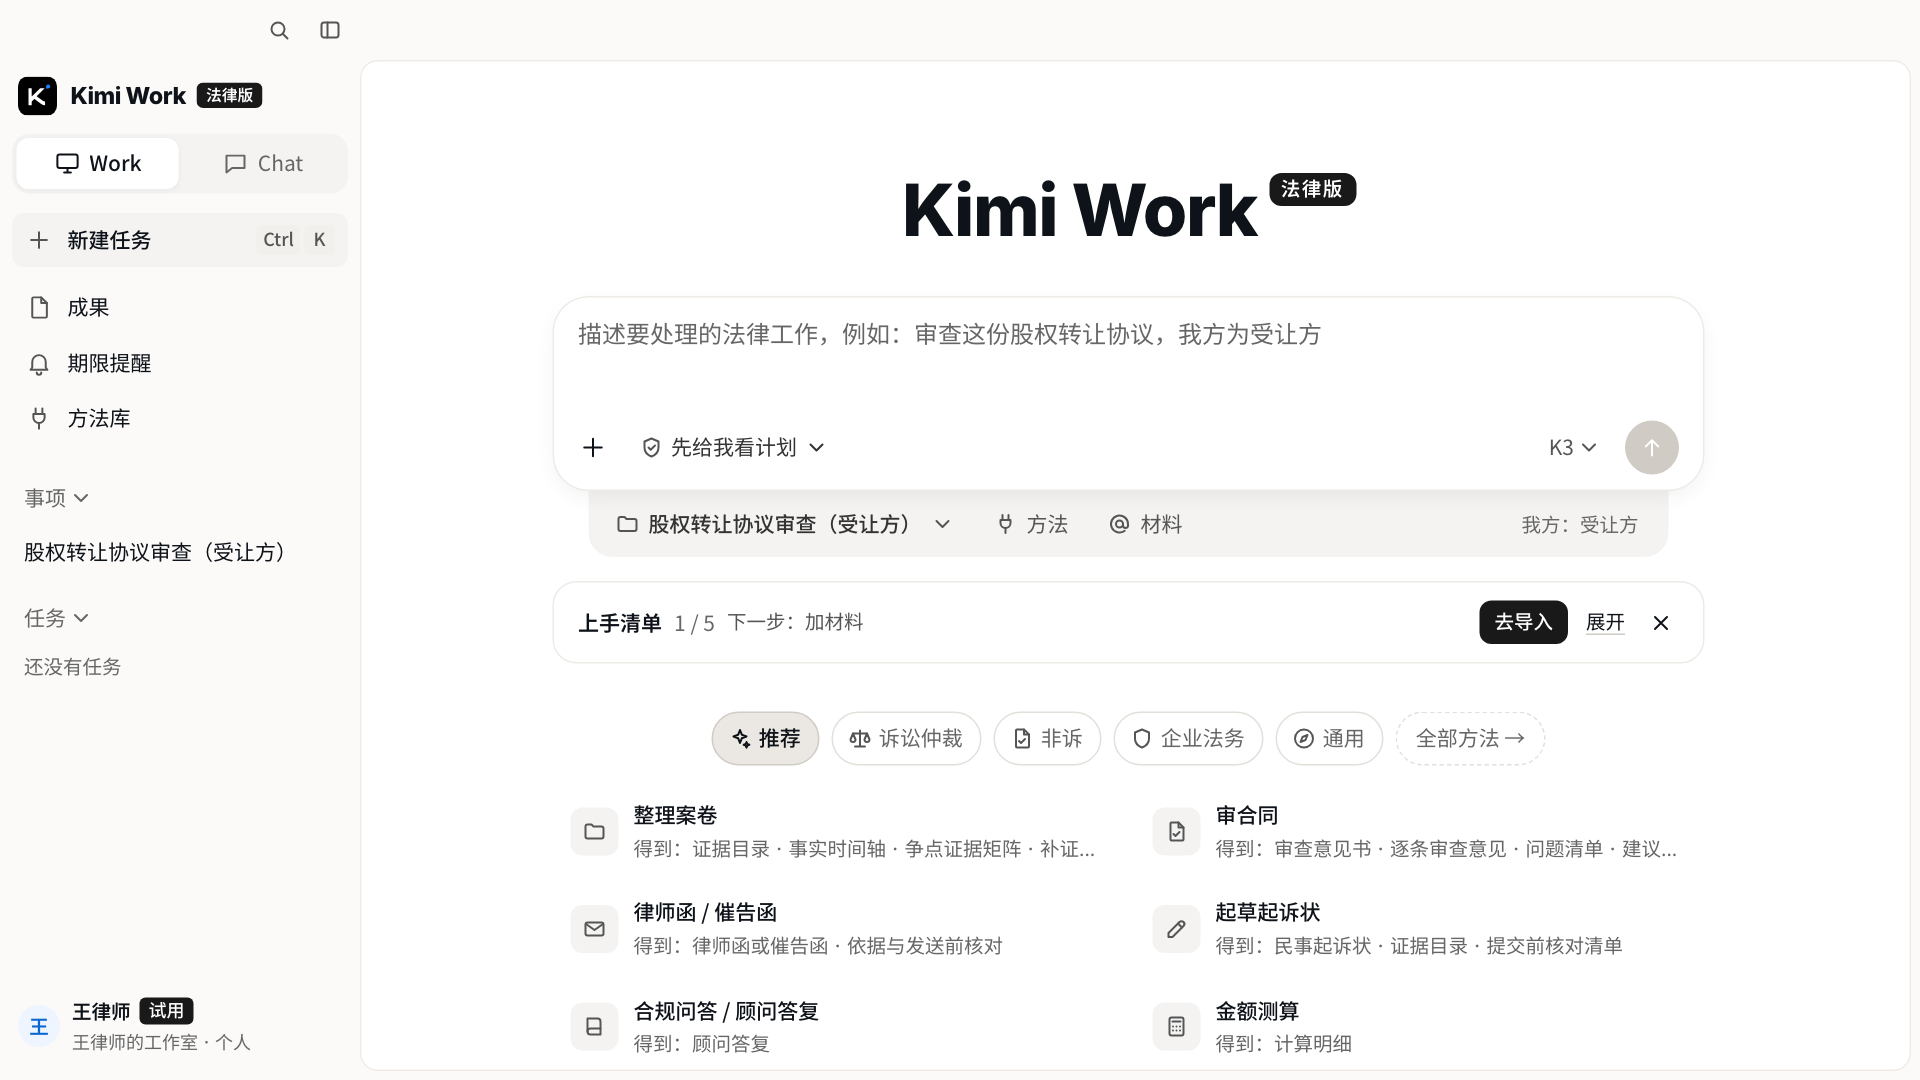 Kimi Work 法律版
Work
Chat
新建任务 Ctrl K
成果
期限提醒
方法库
事项
股权转让协议审查（受让方）
任务
还没有任务
王 王律师 试用
王律师的工作室 · 个人
Kimi Work 法律版
描述要处理的法律工作，例如：审查这份股权转让协议，我方为受让方
先给我看计划
K3
股权转让协议审查（受让方）
方法
材料
我方：受让方
上手清单 1 / 5 下一步：加材料
去导入
展开
推荐
诉讼仲裁
非诉
企业法务
通用
全部方法 →
整理案卷
得到：证据目录 · 事实时间轴 · 争点证据矩阵 · 补证...
审合同
得到：审查意见书 · 逐条审查意见 · 问题清单 · 建议...
律师函 / 催告函
得到：律师函或催告函 · 依据与发送前核对
起草起诉状
得到：民事起诉状 · 证据目录 · 提交前核对清单
合规问答 / 顾问答复
得到：顾问答复
金额测算
得到：计算明细